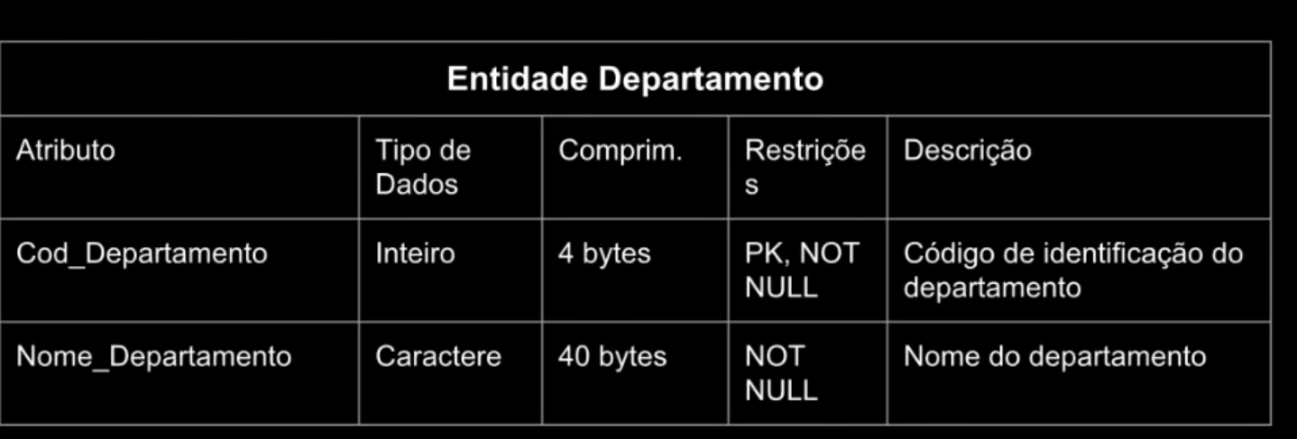 Entidade Departamento
Atributo
Tipo de
Dados
Comprim.
Restriçõe
s
Descrição
Cod_Departamento
Inteiro
4 bytes
PK, NOT
NULL
Código de identificação do
departamento
Nome_Departamento
Caractere
40 bytes
NOT
NULL
Nome do departamento